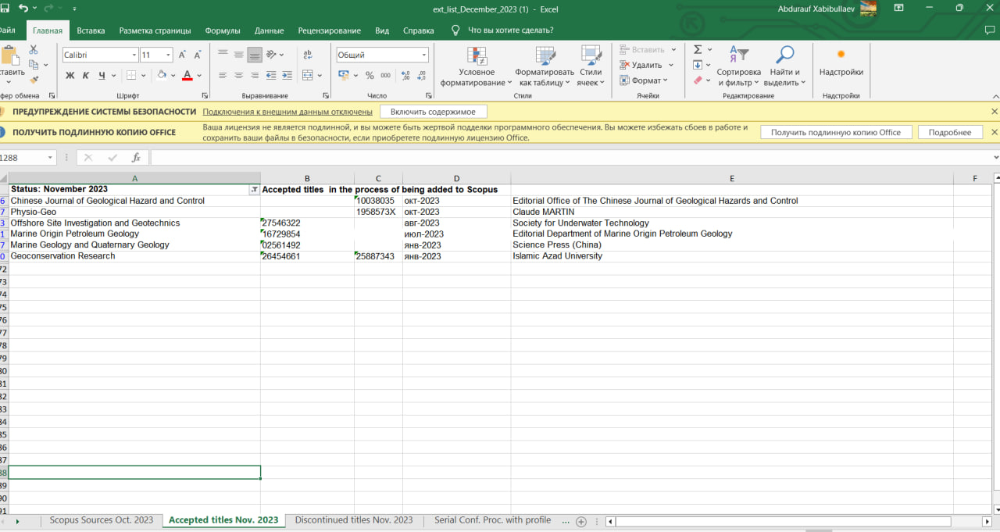 ext_list_December_2023 (1) - Excel
Abdurauf Xabibullaev
Главная Вставка Разметка страницы Формулы Данные Рецензирование Вид Справка Что вы хотите сделать?
Calibri 11
Общий
Ж К Ч
Условное форматирование
Форматировать как таблицу
Стили ячеек
Вставить
Удалить
Формат
Сортировка и фильтр
Найти и выделить
Надстройки
Шрифт Выравнивание Число Стили Ячейки Редактирование Надстройки
ПРЕДУПРЕЖДЕНИЕ СИСТЕМЫ БЕЗОПАСНОСТИ Подключения к внешним данным отключены Включить содержимое
ПОЛУЧИТЬ ПОДЛИННУЮ КОПИЮ OFFICE Ваша лицензия не является подлинной, и вы можете быть жертвой подделки программного обеспечения. Вы можете избежать сбоев в работе и
сохранить ваши файлы в безопасности, если приобретете подлинную лицензию Office.
Получить подлинную копию Office Подробнее
1288 fx
A B C D E F
Status: November 2023 Accepted titles in the process of being added to Scopus
Chinese Journal of Geological Hazard and Control 10038035 окт-2023 Editorial Office of The Chinese Journal of Geological Hazards and Control
Physio-Geo 1958573X окт-2023 Claude MARTIN
Offshore Site Investigation and Geotechnics 27546322 авг-2023 Society for Underwater Technology
Marine Origin Petroleum Geology 16729854 июл-2023 Editorial Department of Marine Origin Petroleum Geology
Marine Geology and Quaternary Geology 02561492 янв-2023 Science Press (China)
Geoconservation Research 26454661 25887343 янв-2023 Islamic Azad University
72
73
74
75
76
77
78
79
80
81
82
83
84
85
86
87
88
89
90
91
Scopus Sources Oct. 2023 Accepted titles Nov. 2023 Discontinued titles Nov. 2023 Serial Conf. Proc. with profile ...